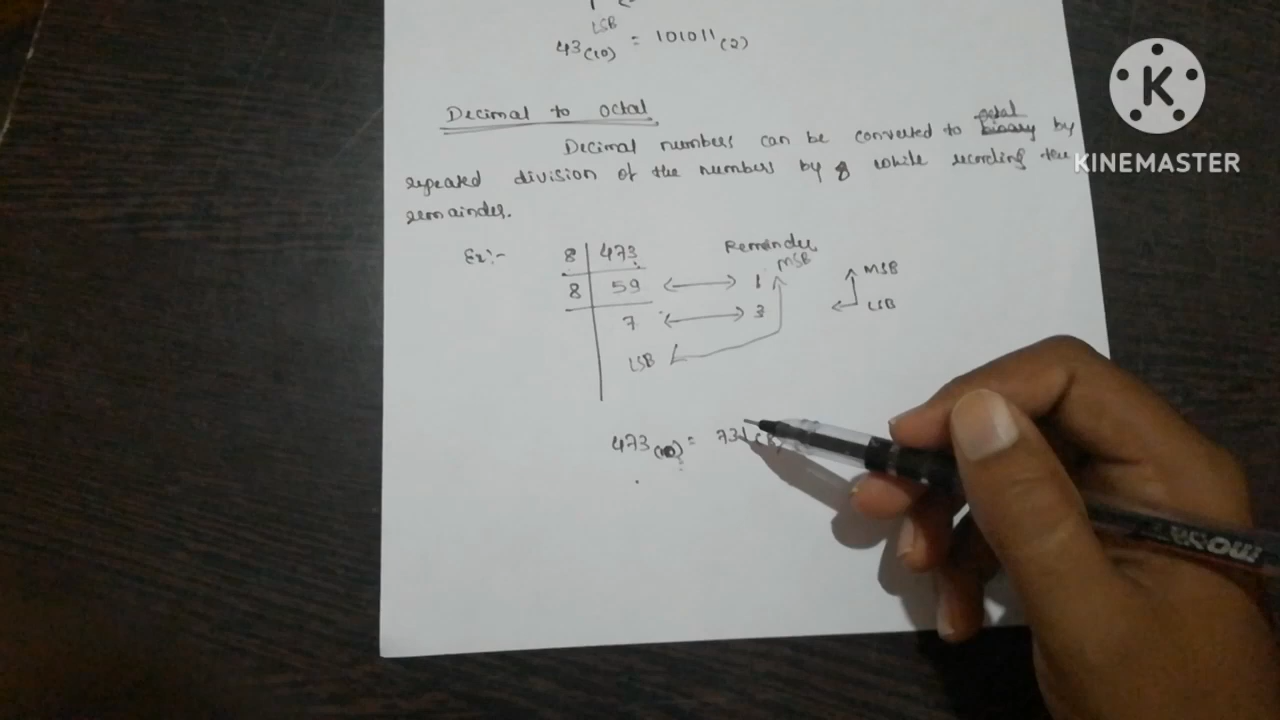 LSB
43(10) = 101011(2)
Decimal to octal
octal
Decimal numbers can be converted to binary by
repeated division of the numbers by 8 while recording the
remainder.
Ex:- 8 473 Reminder
MSB
8 59 1
7 3
LSB
MSB
LSB
473(10) = 731(8)
K
KINEMASTER